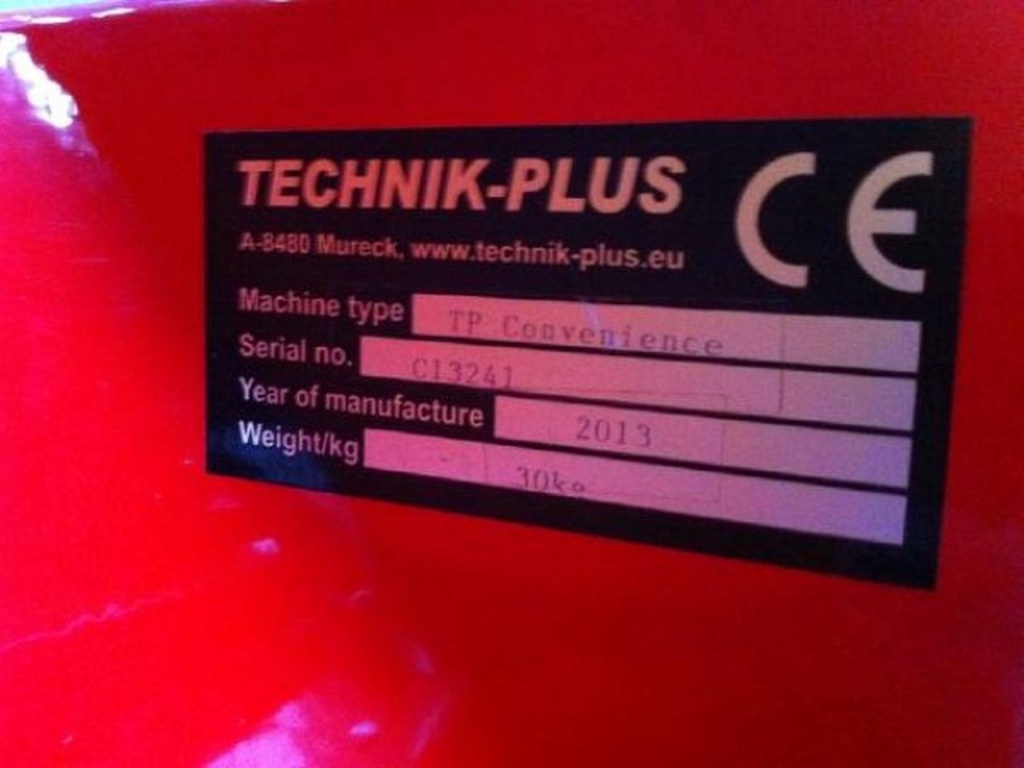 TECHNIK-PLUS CE
A-8480 Mureck, www.technik-plus.eu
Machine type TP Convenience
Serial no. C13241
Year of manufacture 2013
Weight/kg 30kg